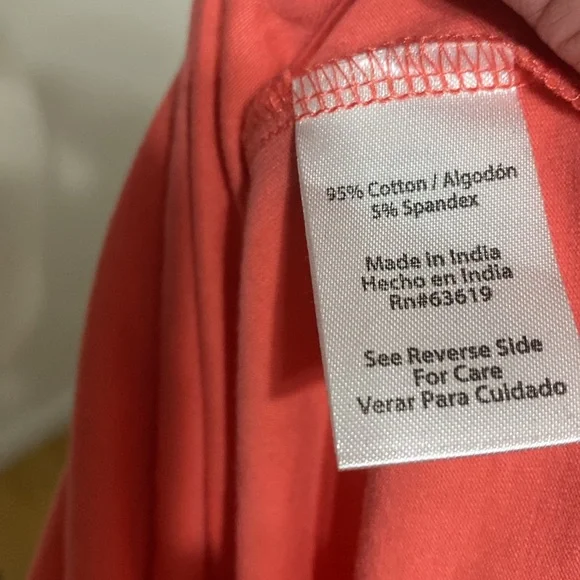 95% Cotton / Algodón
5% Spandex
Made In India
Hecho en India
Rn#63619
See Reverse Side
For Care
Verar Para Cuidado